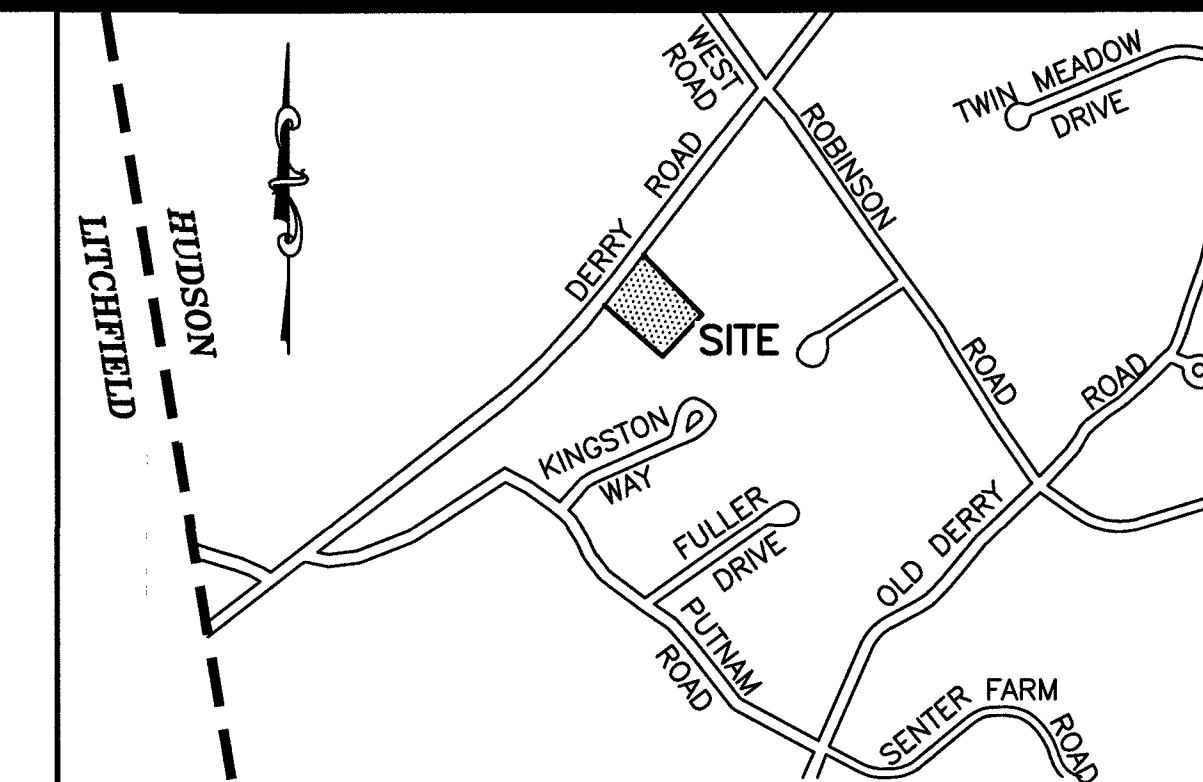 WEST
ROAD
TWIN MEADOW
DRIVE
ROBINSON
ROAD
DERRY ROAD
HUDSON
LITCHFIELD
SITE
OLD DERRY ROAD
KINGSTON
WAY
FULLER
DRIVE
PUTNAM
ROAD
SENTER FARM
ROAD